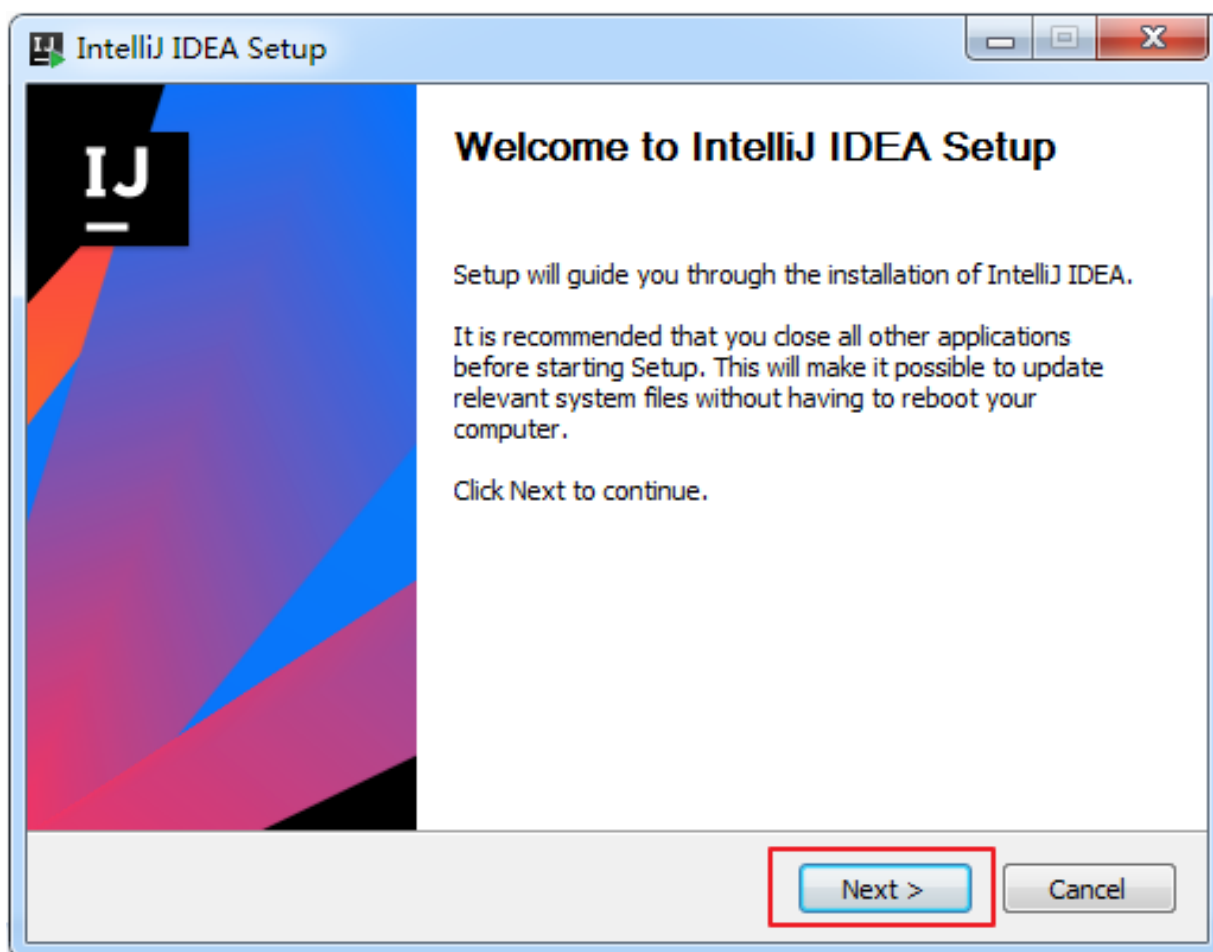 IntelliJ IDEA Setup
IJ
Welcome to IntelliJ IDEA Setup
Setup will guide you through the installation of IntelliJ IDEA.
It is recommended that you close all other applications
before starting Setup. This will make it possible to update
relevant system files without having to reboot your
computer.
Click Next to continue.
Next >
Cancel